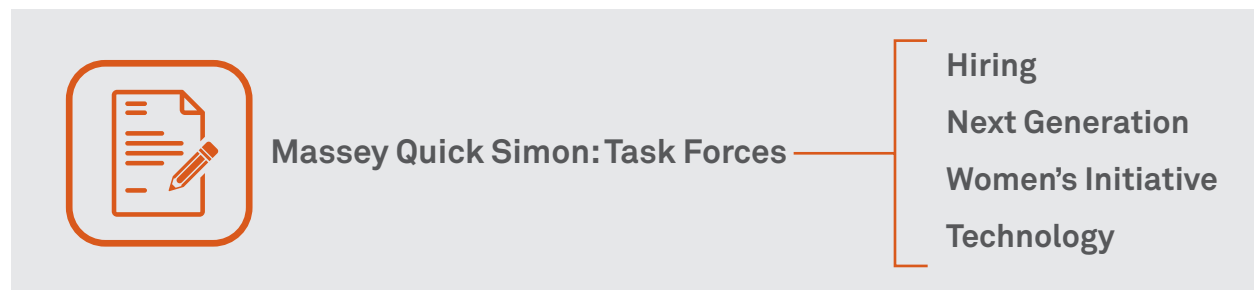 Massey Quick Simon: Task Forces
Hiring
Next Generation
Women’s Initiative
Technology